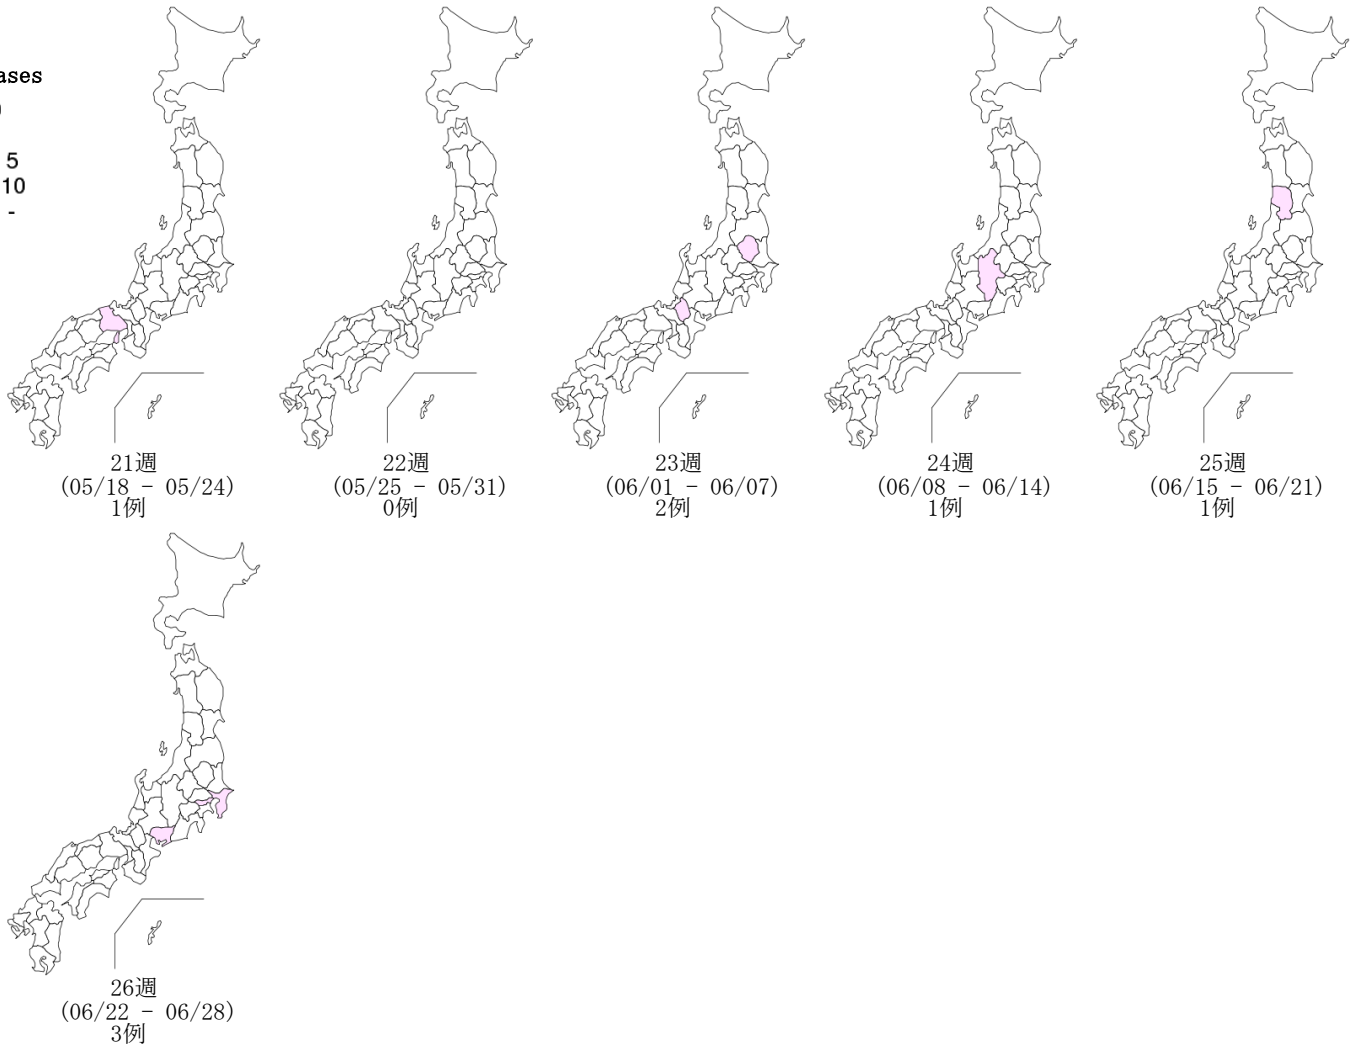 ases
5
10
-
21週
(05/18 - 05/24)
1例
22週
(05/25 - 05/31)
0例
23週
(06/01 - 06/07)
2例
24週
(06/08 - 06/14)
1例
25週
(06/15 - 06/21)
1例
26週
(06/22 - 06/28)
3例